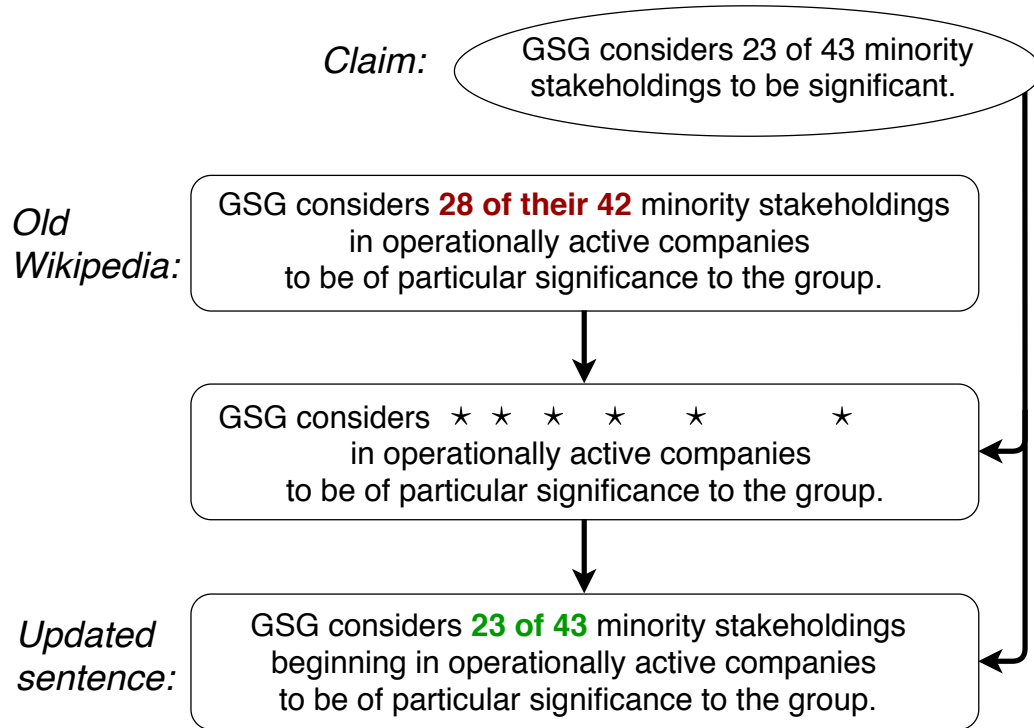 Claim:
GSG considers 23 of 43 minority
stakeholdings to be significant.
Old
Wikipedia:
GSG considers 28 of their 42 minority stakeholdings
in operationally active companies
to be of particular significance to the group.
GSG considers ⋆ ⋆ ⋆ ⋆ ⋆ ⋆
in operationally active companies
to be of particular significance to the group.
Updated
sentence:
GSG considers 23 of 43 minority stakeholdings
beginning in operationally active companies
to be of particular significance to the group.